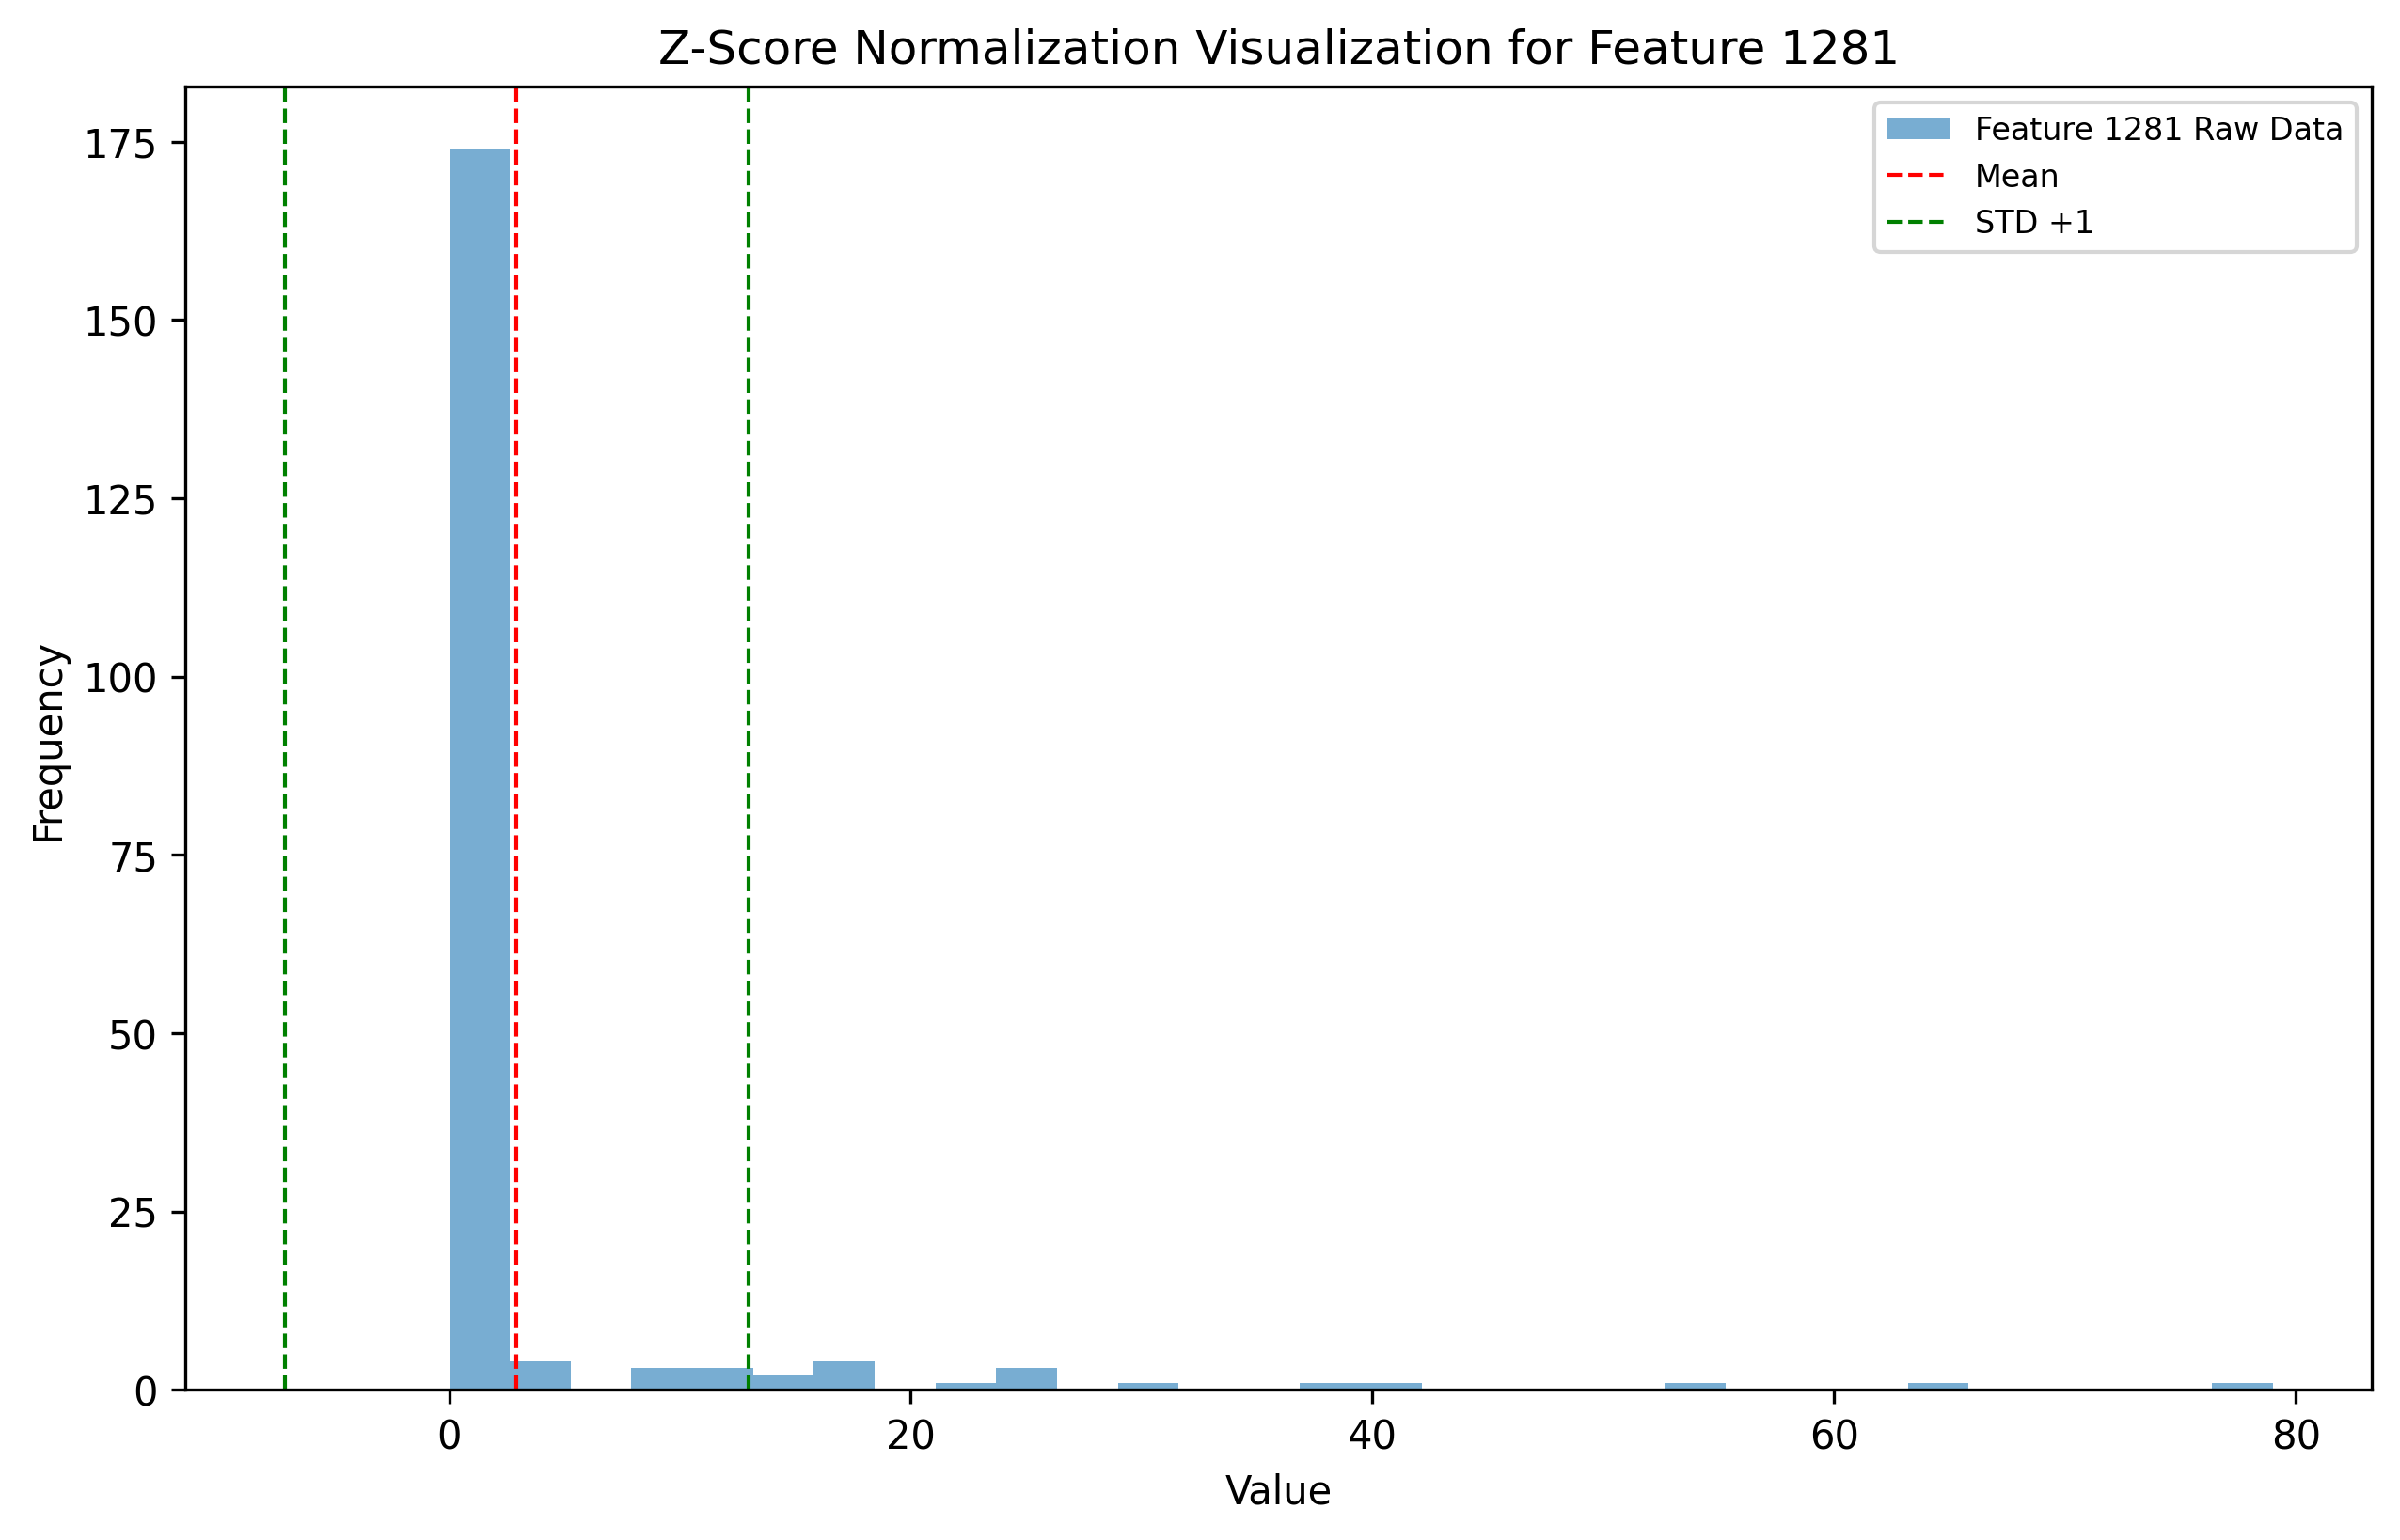 Z-Score Normalization Visualization for Feature 1281
Feature 1281 Raw Data
Mean
STD +1
175
150
125
100
75
50
25
0
Frequency
0 20 40 60 80
Value